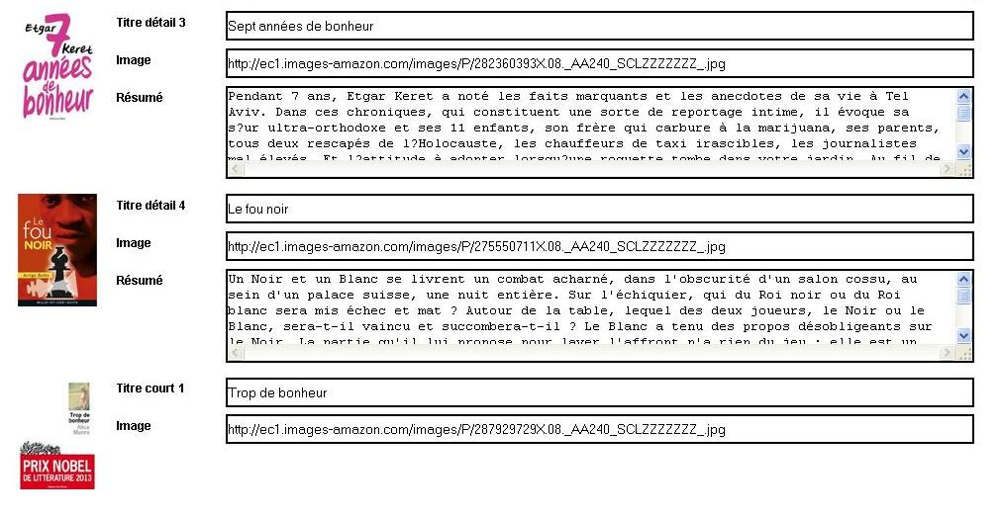 Etgar
7
Keret
années
de
bonheur
Titre détail 3
Sept années de bonheur
Image
http://ec1.images-amazon.com/images/P/282360393X.08._AA240_SCLZZZZZZZ_.jpg
Résumé
Pendant 7 ans, Etgar Keret a noté les faits marquants et les anecdotes de sa vie à Tel
Aviv. Dans ces chroniques, qui constituent une sorte de reportage intime, il évoque sa
s?ur ultra-orthodoxe et ses 11 enfants, son frère qui carbure à la marijuana, ses parents,
tous deux rescapés de l?Holocauste, les chauffeurs de taxi irascibles, les journalistes
mal élevés. Et l?attitude à adopter lorsqu?une roquette tombe dans votre jardin. Au fil de
Le
fou
NOIR
Titre détail 4
Le fou noir
Image
http://ec1.images-amazon.com/images/P/275550711X.08._AA240_SCLZZZZZZZ_.jpg
Résumé
Un Noir et un Blanc se livrent un combat acharné, dans l'obscurité d'un salon cossu, au
sein d'un palace suisse, une nuit entière. Sur l'échiquier, qui du Roi noir ou du Roi
blanc sera mis échec et mat ? Autour de la table, lequel des deux joueurs, le Noir ou le
Blanc, sera-t-il vaincu et succombera-t-il ? Le Blanc a tenu des propos désobligeants sur
le Noir. La partie qu'il lui propose pour laver l'affront n'a rien du jeu : elle est un
Trop de
bonheur
Alice
Munro
PRIX NOBEL
DE LITTÉRATURE 2013
Titre court 1
Trop de bonheur
Image
http://ec1.images-amazon.com/images/P/287929729X.08._AA240_SCLZZZZZZZ_.jpg